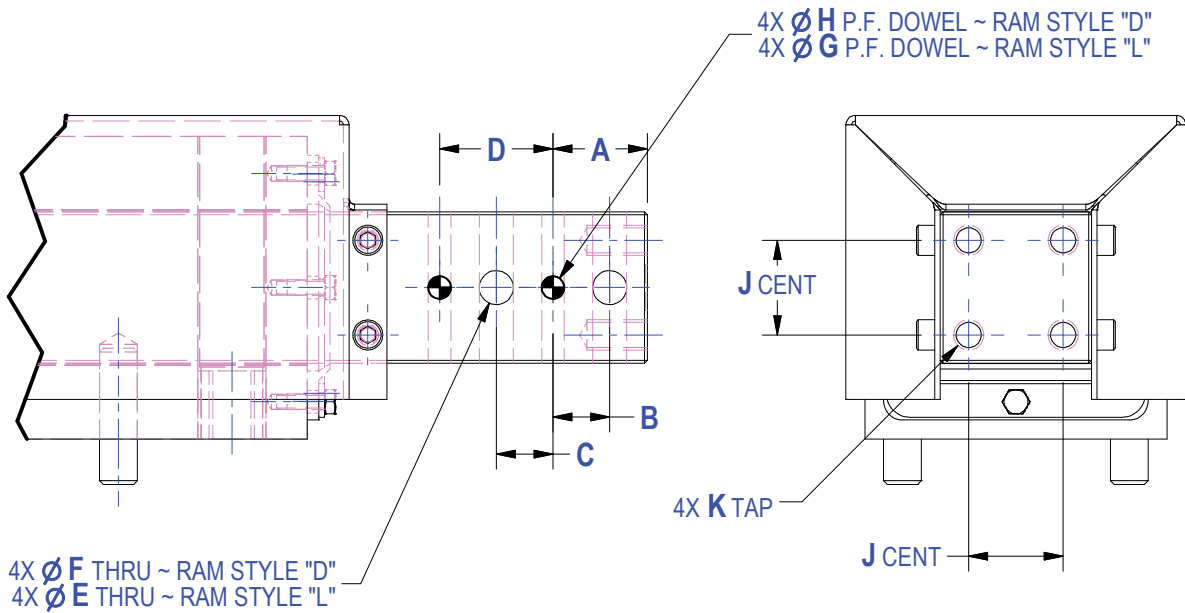 4X Ø H P.F. DOWEL ~ RAM STYLE "D"
4X Ø G P.F. DOWEL ~ RAM STYLE "L"
D
A
J CENT
B
C
4X K TAP
J CENT
4X Ø F THRU ~ RAM STYLE "D"
4X Ø E THRU ~ RAM STYLE "L"